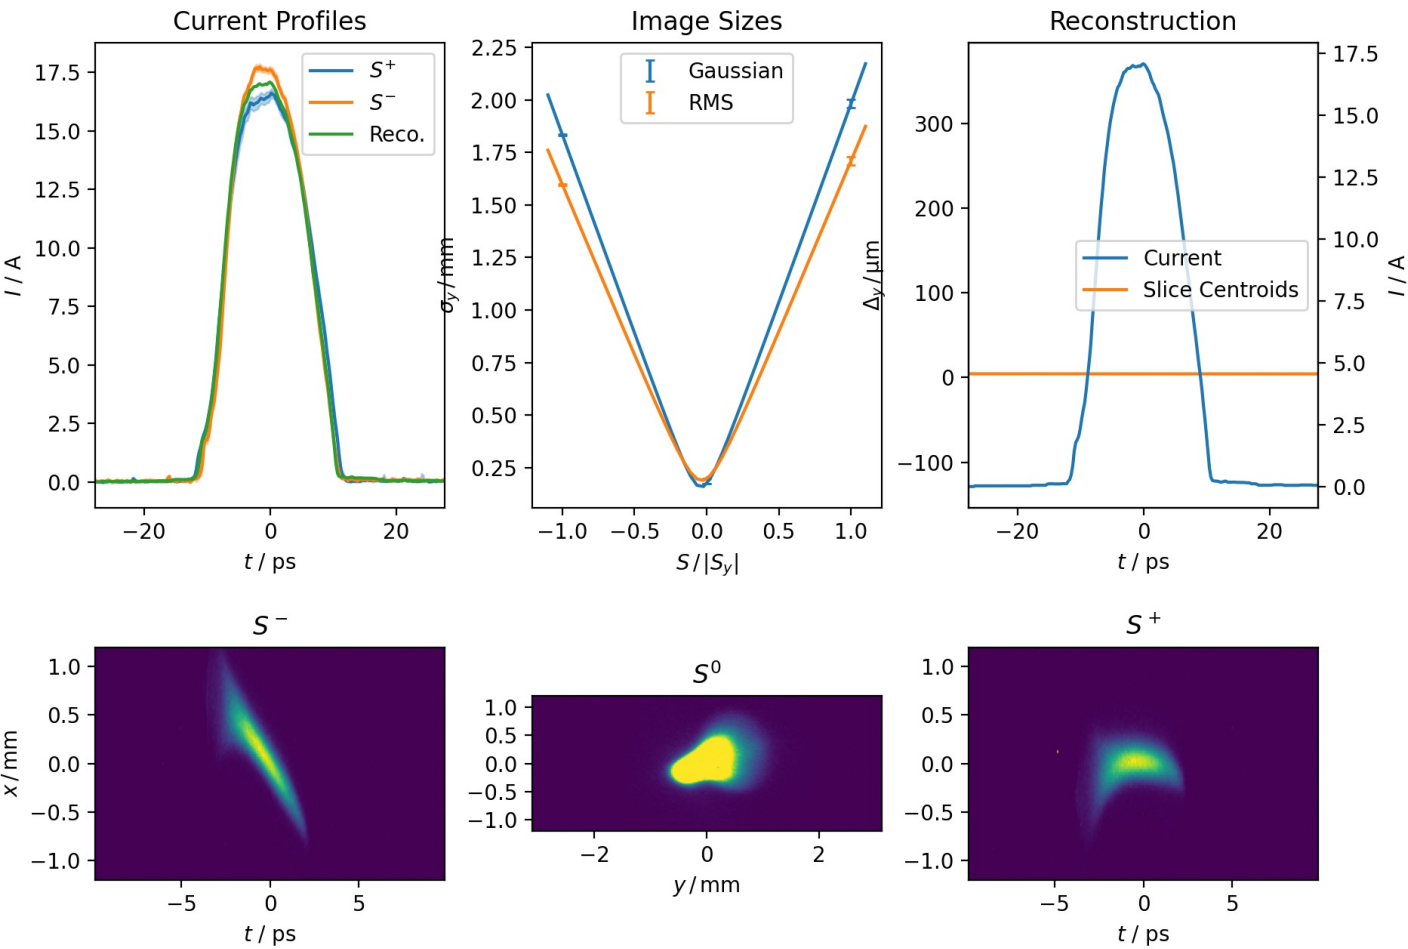 Current Profiles
17.5
15.0
12.5
10.0
7.5
5.0
2.5
0.0
I / A
S⁺
S⁻
Reco.
−20
0
20
t / ps
Image Sizes
2.25
2.00
1.75
1.50
1.25
1.00
0.75
0.50
0.25
σ_y / mm
Gaussian
RMS
−1.0
−0.5
0.0
0.5
1.0
S / |S_y|
Reconstruction
300
200
100
0
−100
Δ_y / μm
Current
Slice Centroids
17.5
15.0
12.5
10.0
7.5
5.0
2.5
0.0
I / A
−20
0
20
t / ps
S⁻
1.0
0.5
0.0
−0.5
−1.0
x / mm
−5
0
5
t / ps
S⁰
1.0
0.5
0.0
−0.5
−1.0
−2
0
2
y / mm
S⁺
1.0
0.5
0.0
−0.5
−1.0
−5
0
5
t / ps